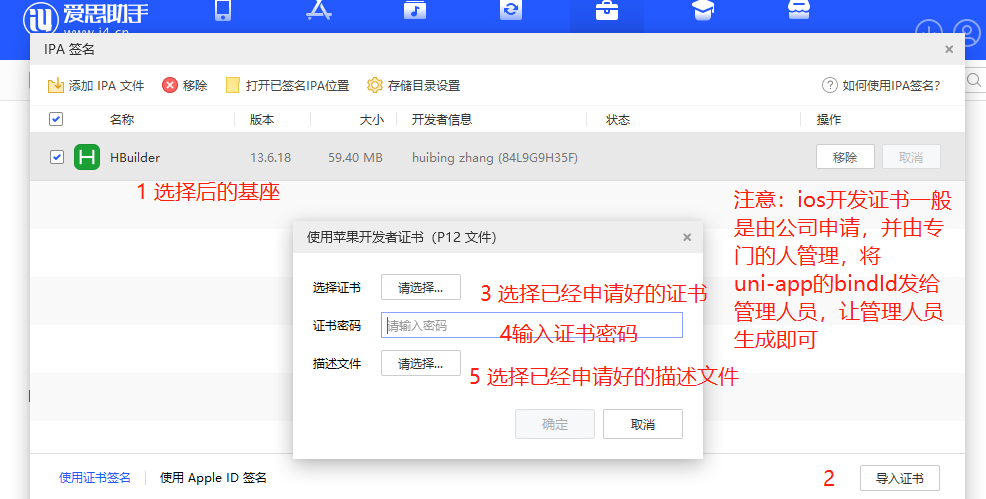 iU 爱思助手
www.i4.cn
IPA 签名
添加 IPA 文件 移除 打开已签名IPA位置 存储目录设置 如何使用IPA签名?
名称 版本 大小 开发者信息 状态 操作
HBuilder 13.6.18 59.40 MB huibing zhang (84L9G9H35F) 移除 取消
1 选择后的基座
注意：ios开发证书一般
是由公司申请，并由专
门的人管理，将
uni-app的bindId发给
管理人员，让管理人员
生成即可
使用苹果开发者证书（P12 文件）
选择证书 请选择... 3 选择已经申请好的证书
证书密码 请输入密码 4输入证书密码
描述文件 请选择... 5 选择已经申请好的描述文件
确定 取消
使用证书签名 使用 Apple ID 签名 2 导入证书